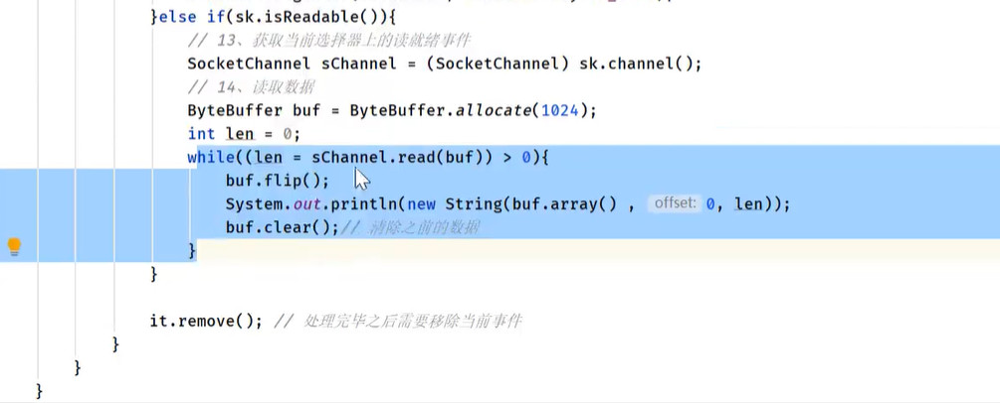 }else if(sk.isReadable()){
// 13、获取当前选择器上的读就绪事件
SocketChannel sChannel = (SocketChannel) sk.channel();
// 14、读取数据
ByteBuffer buf = ByteBuffer.allocate(1024);
int len = 0;
while((len = sChannel.read(buf)) > 0){
buf.flip();
System.out.println(new String(buf.array() , offset: 0, len));
buf.clear();// 清除之前的数据
}
}
it.remove(); // 处理完毕之后需要移除当前事件
}
}
}